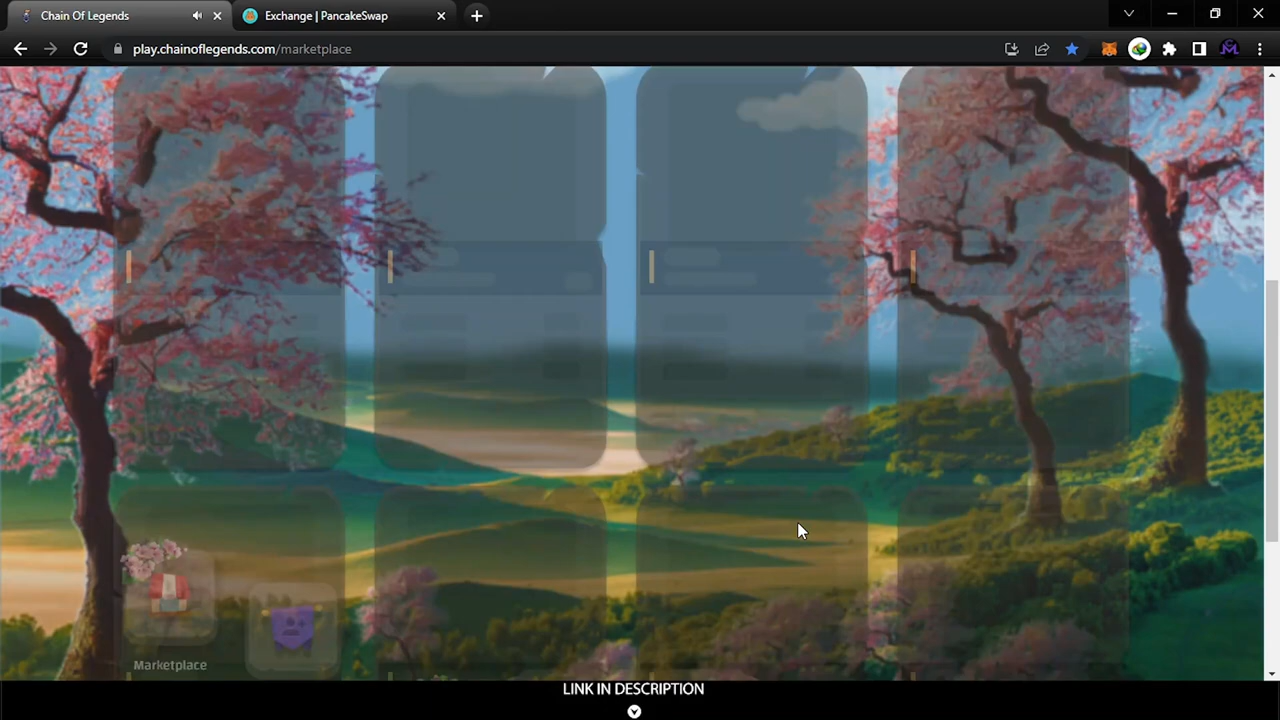 Chain Of Legends
Exchange | PancakeSwap
play.chainoflegends.com/marketplace
Marketplace
LINK IN DESCRIPTION